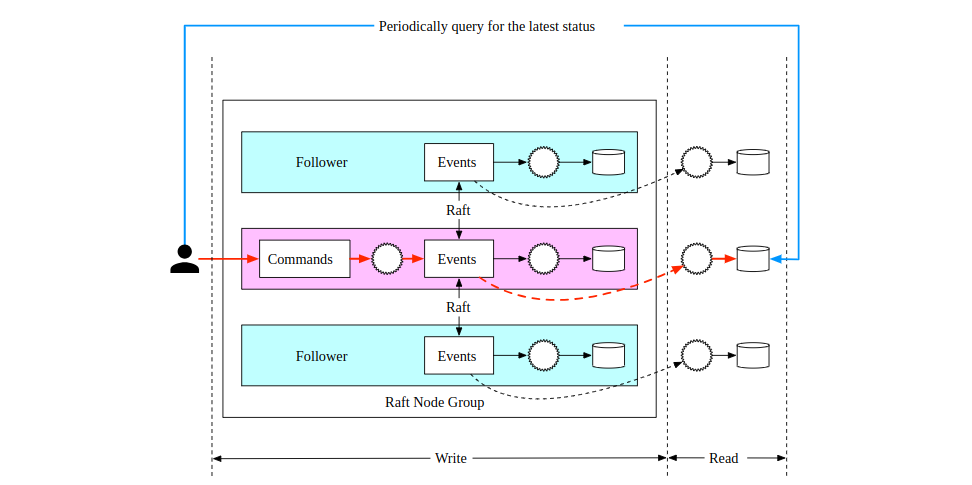 Periodically query for the latest status
Follower
Events
Raft
Commands
Events
Raft
Follower
Events
Raft Node Group
Write
Read